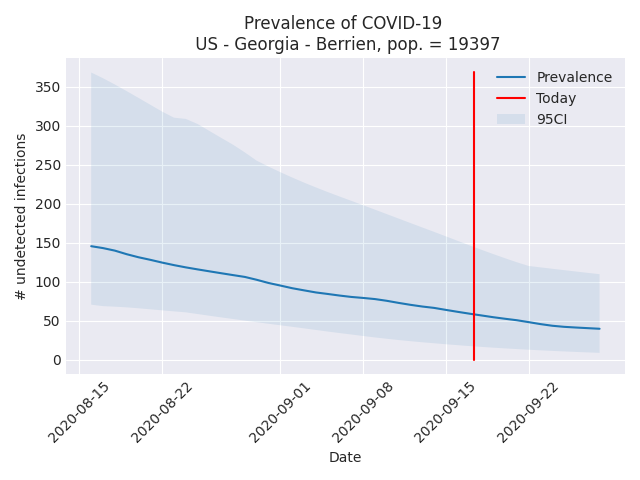 Prevalence of COVID-19
US - Georgia - Berrien, pop. = 19397
Prevalence
Today
95CI
350
300
250
200
150
100
50
0
# undetected infections
2020-08-15
2020-08-22
2020-09-01
2020-09-08
2020-09-15
2020-09-22
Date